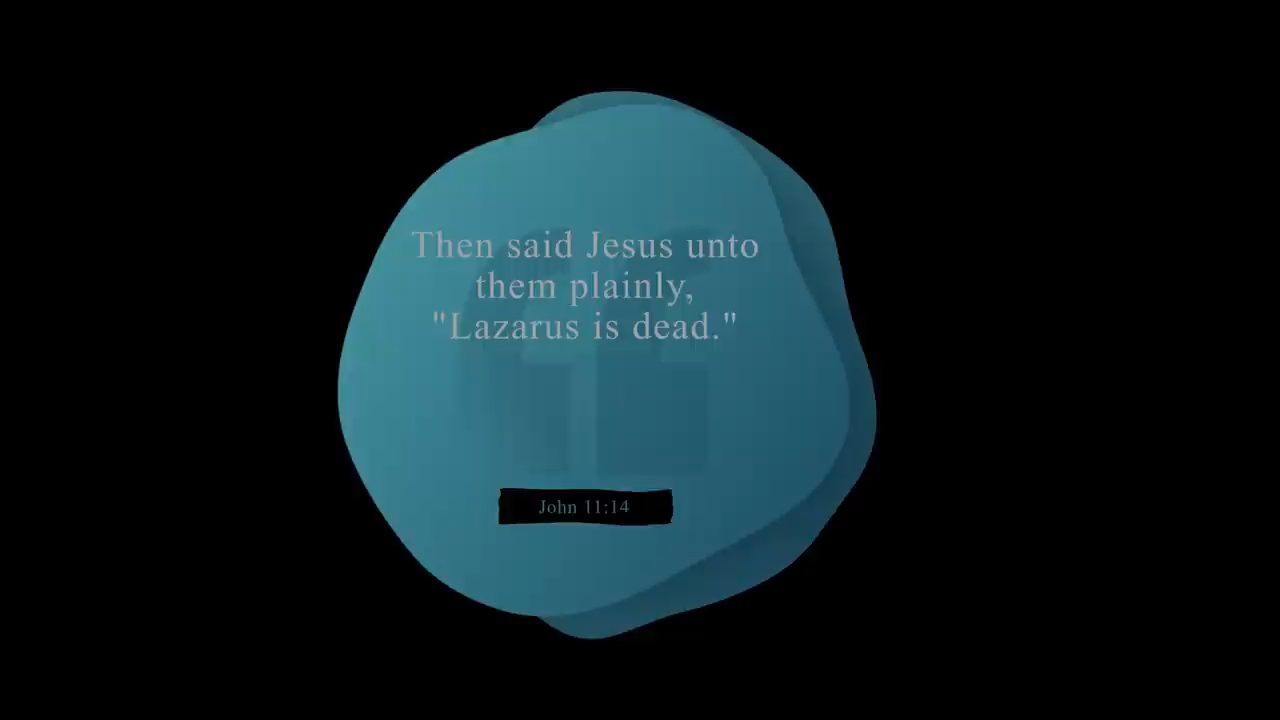 Then said Jesus unto
them plainly,
"Lazarus is dead."
John 11:14